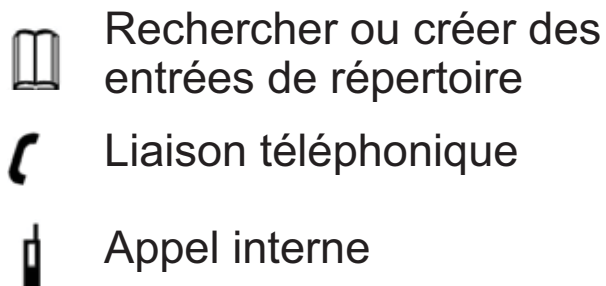 Rechercher ou créer des
entrées de répertoire
Liaison téléphonique
Appel interne